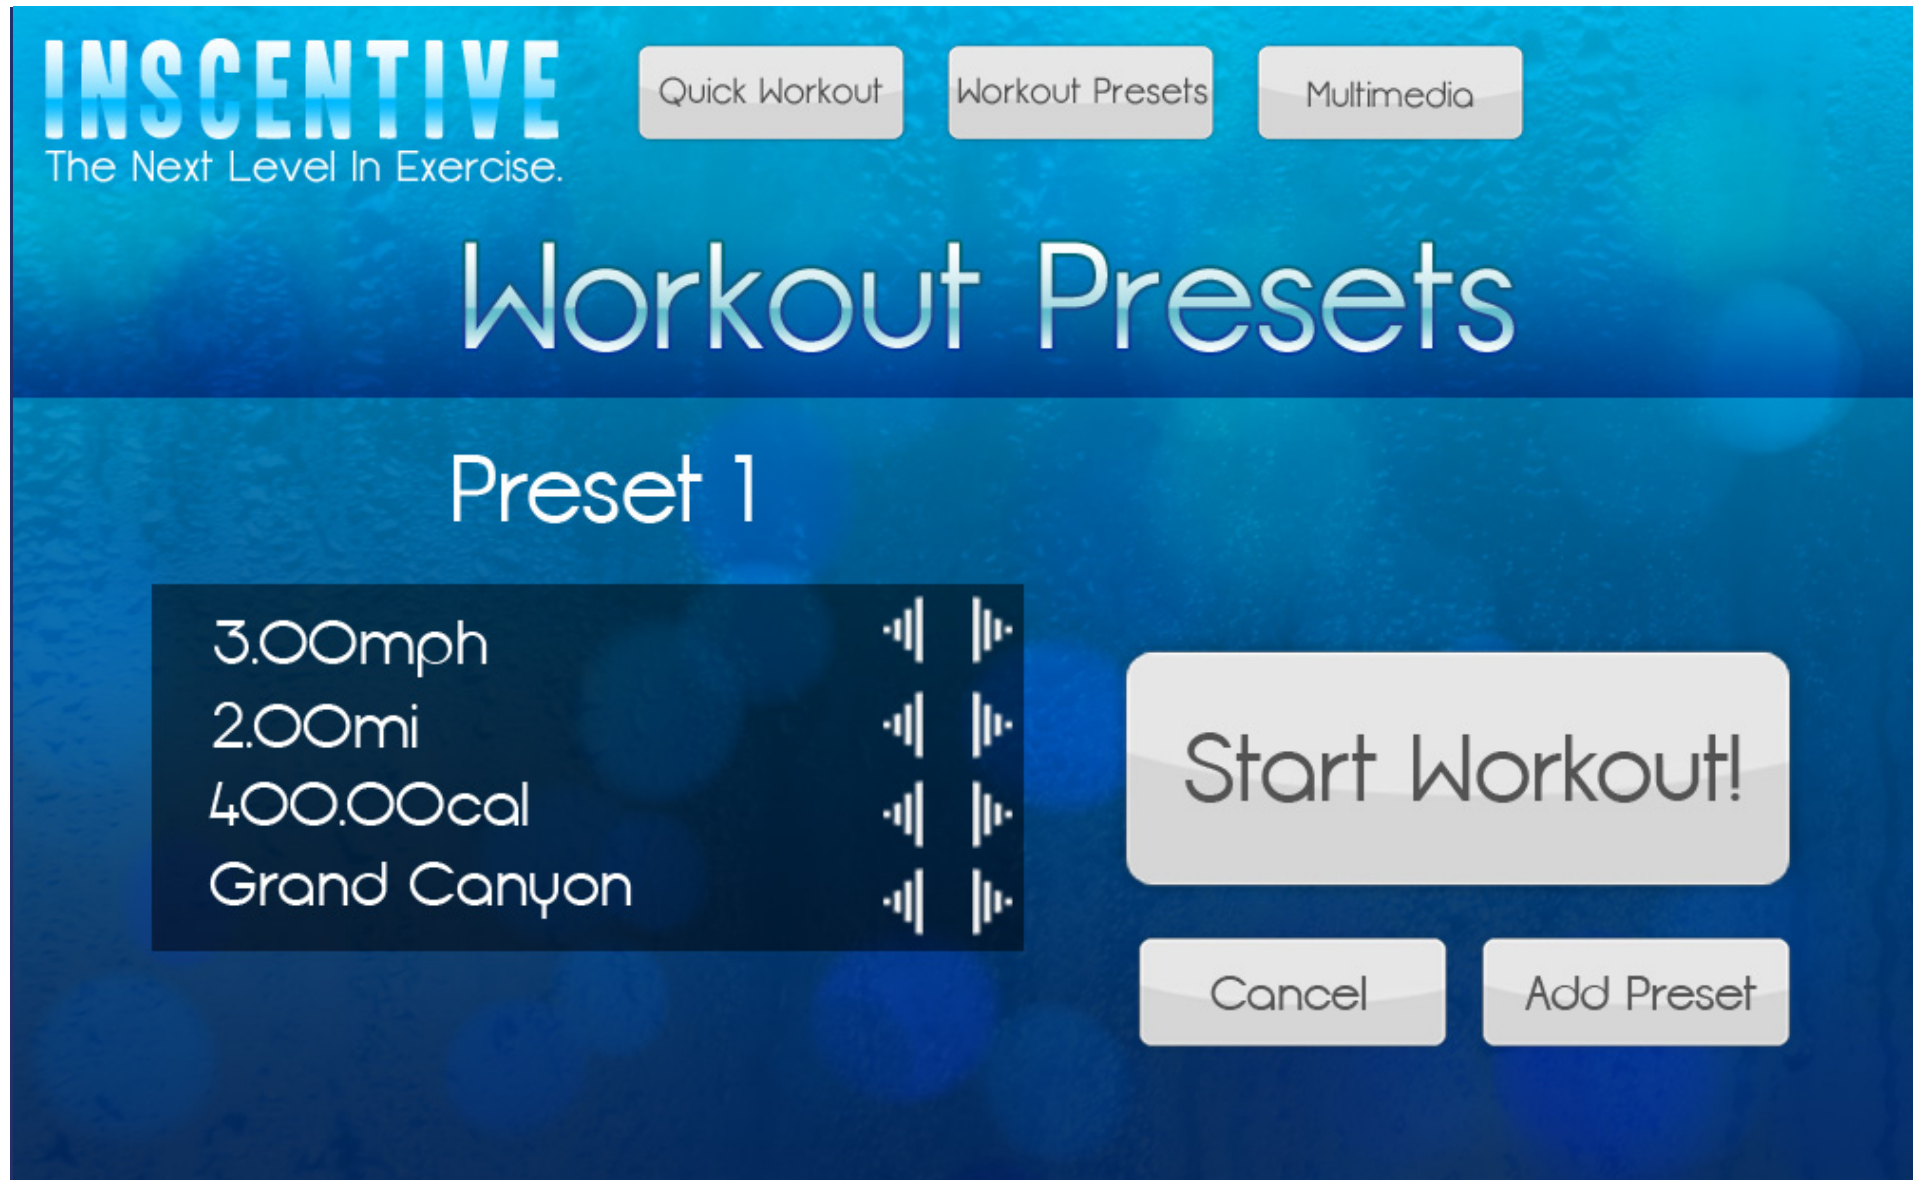 INSCENTIVE
The Next Level In Exercise.
Quick Workout
Workout Presets
Multimedia
Workout Presets
Preset 1
3.00mph
2.00mi
400.00cal
Grand Canyon
Start Workout!
Cancel
Add Preset